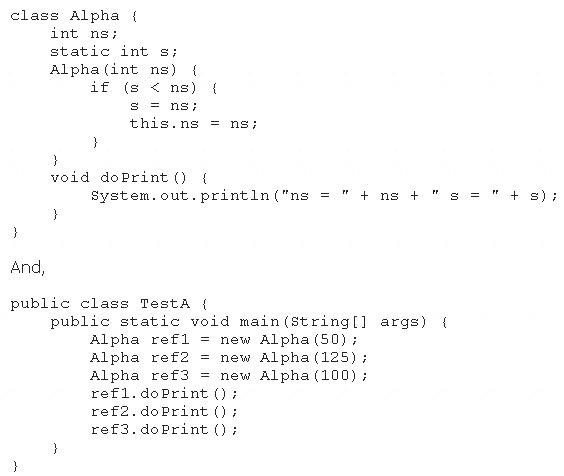 class Alpha {
    int ns;
    static int s;
    Alpha(int ns) {
        if (s < ns) {
            s = ns;
            this.ns = ns;
        }
    }
    void doPrint() {
        System.out.println("ns = " + ns + " s = " + s);
    }
}
And,
public class TestA {
    public static void main(String[] args) {
        Alpha ref1 = new Alpha(50);
        Alpha ref2 = new Alpha(125);
        Alpha ref3 = new Alpha(100);
        ref1.doPrint();
        ref2.doPrint();
        ref3.doPrint();
    }
}